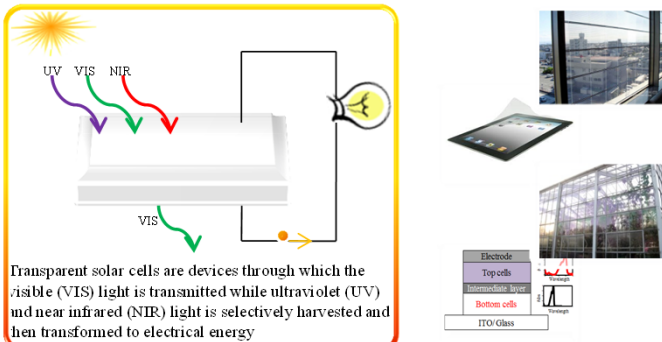 UV VIS NIR
VIS
Transparent solar cells are devices through which the
visible (VIS) light is transmitted while ultraviolet (UV)
and near infrared (NIR) light is selectively harvested and
then transformed to electrical energy
Electrode
Top cells
Intermediate layer
Bottom cells
ITO/ Glass
Wavelength
Wavelength